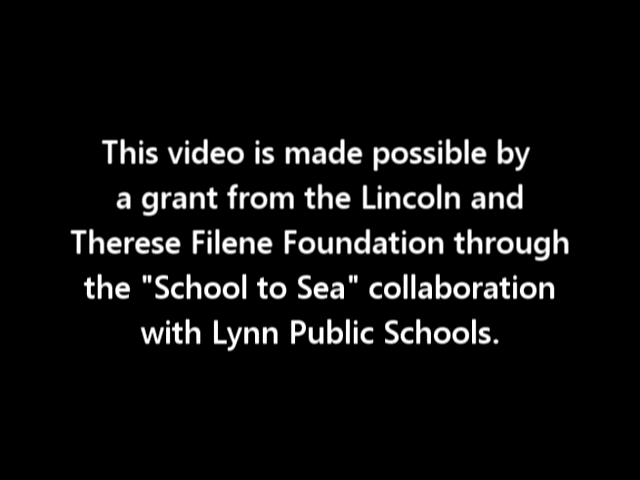 This video is made possible by
a grant from the Lincoln and
Therese Filene Foundation through
the "School to Sea" collaboration
with Lynn Public Schools.